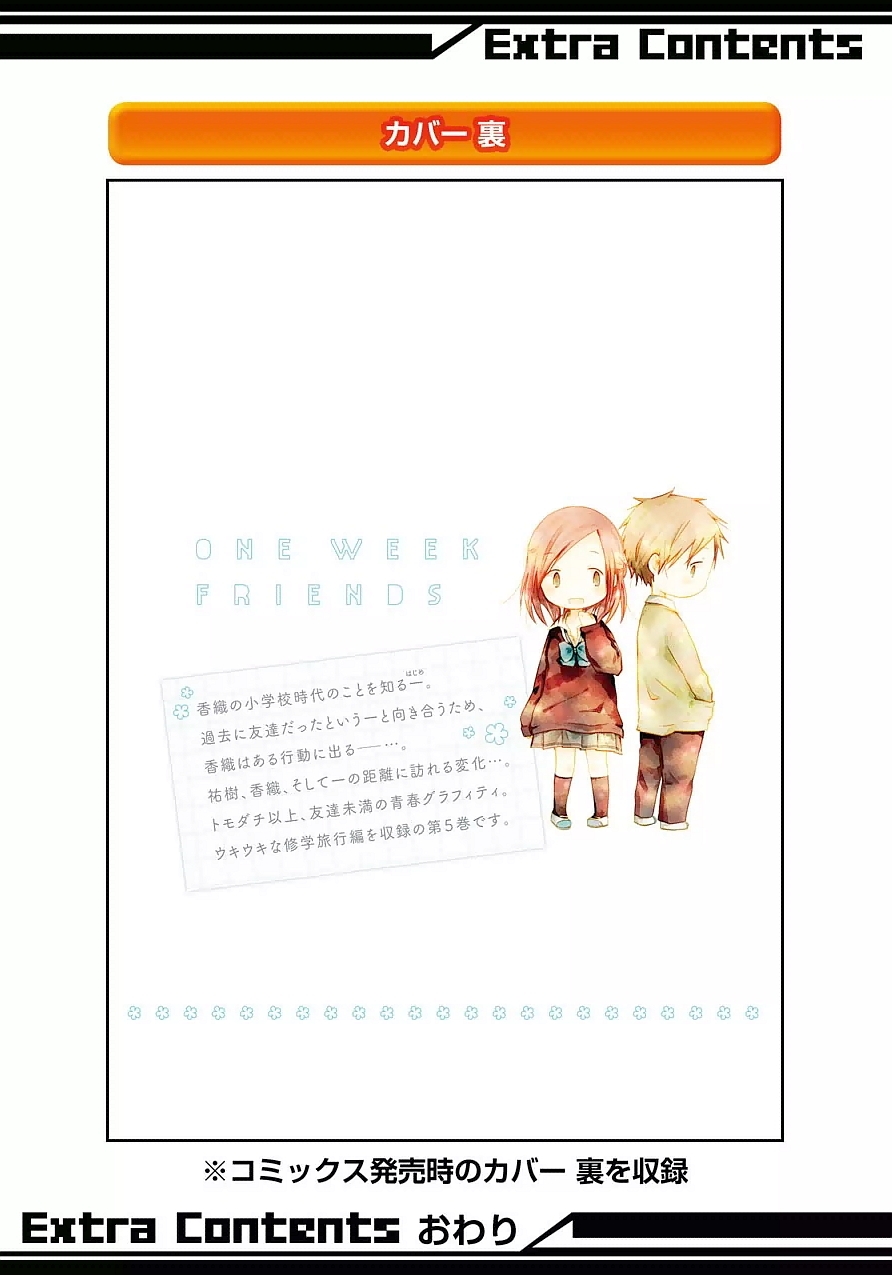 Extra Contents
カバー 裏
ONE WEEK
FRIENDS
はじめ
香織の小学校時代のことを知る一。
過去に友達だったという一と向き合うため、
香織はある行動に出る――…。
祐樹、香織、そして一の距離に訪れる変化…。
トモダチ以上、友達未満の青春グラフィティ。
ウキウキな修学旅行編を収録の第5巻です。
※コミックス発売時のカバー 裏を収録
Extra Contents おわり